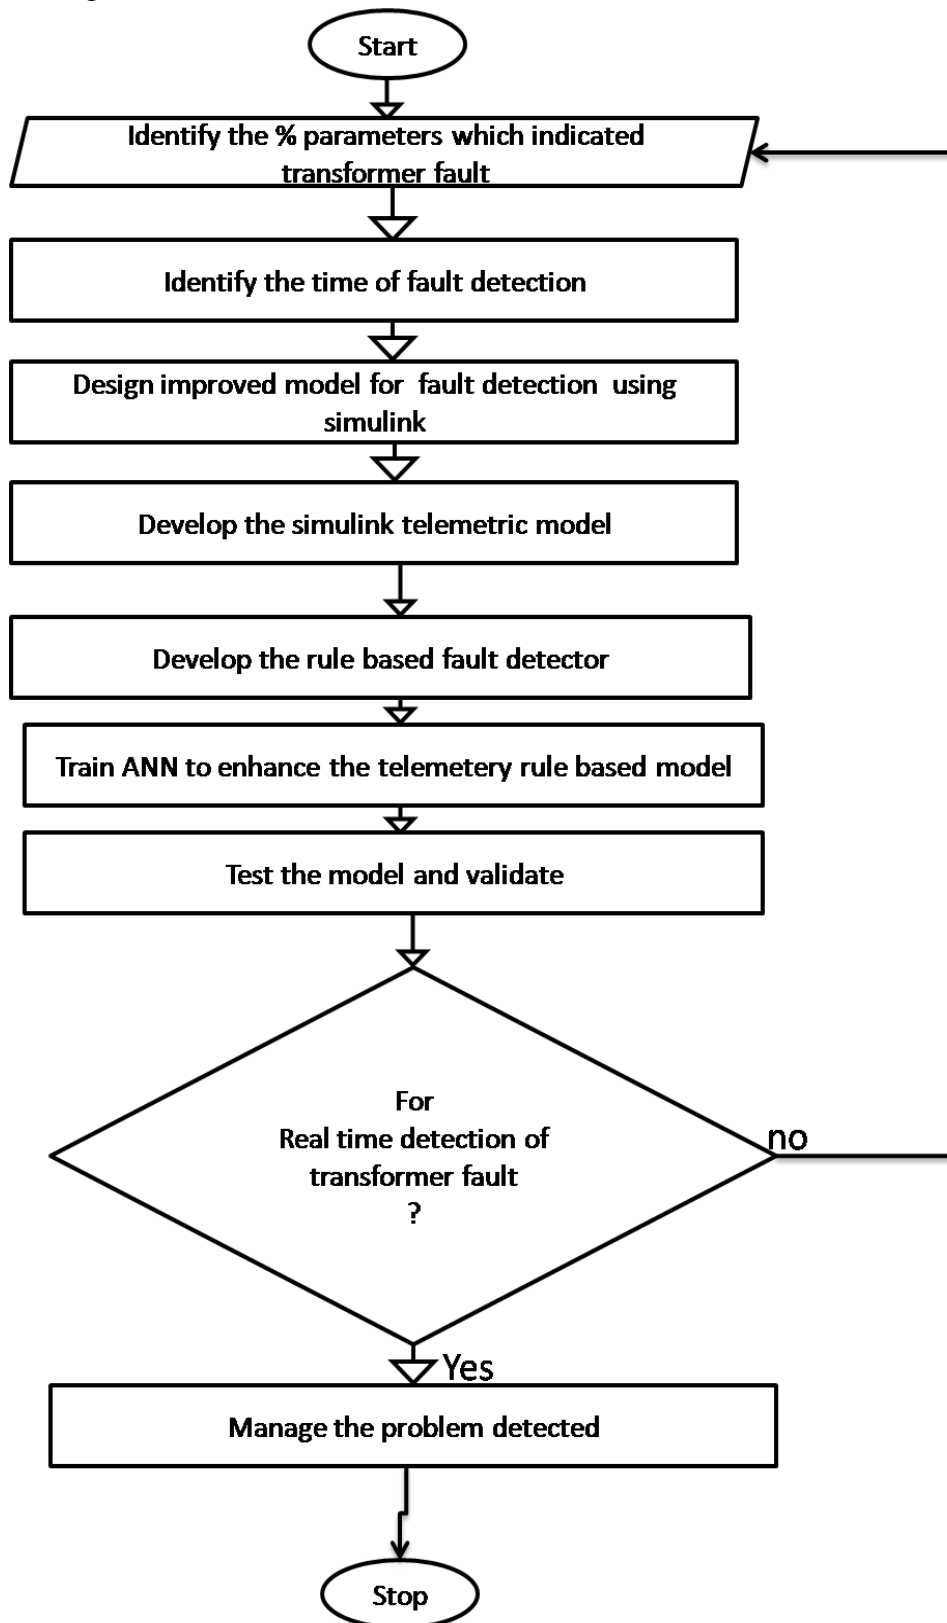 Start
Identify the % parameters which indicated
transformer fault
Identify the time of fault detection
Design improved model for fault detection using
simulink
Develop the simulink telemetric model
Develop the rule based fault detector
Train ANN to enhance the telemetery rule based model
Test the model and validate
For
Real time detection of
transformer fault
?
no
Yes
Manage the problem detected
Stop